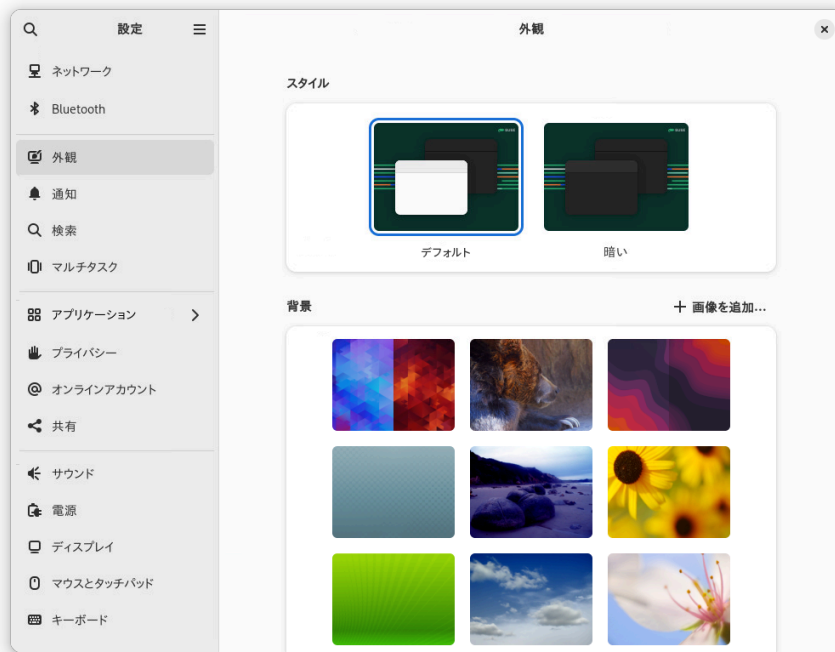 設定
ネットワーク
Bluetooth
外観
通知
検索
マルチタスク
アプリケーション
プライバシー
オンラインアカウント
共有
サウンド
電源
ディスプレイ
マウスとタッチパッド
キーボード
外観
スタイル
デフォルト
暗い
背景
画像を追加...